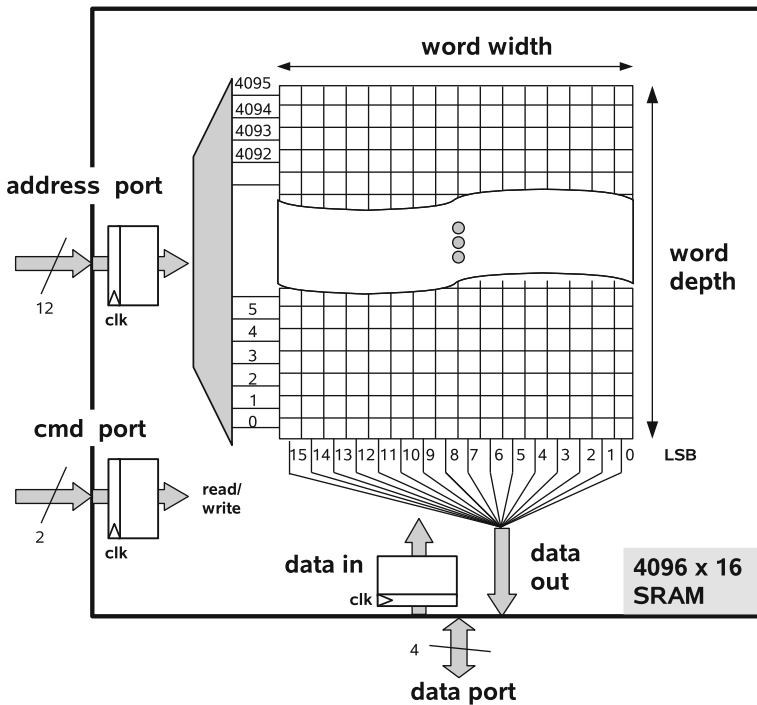 word width
4095
4094
4093
4092
address port
12
clk
word
depth
5
4
3
2
1
0
cmd port
2
clk
read/
write
15 14 13 12 11 10 9 8 7 6 5 4 3 2 1 0 LSB
data in
clk
data
out
4096 x 16
SRAM
4
data port